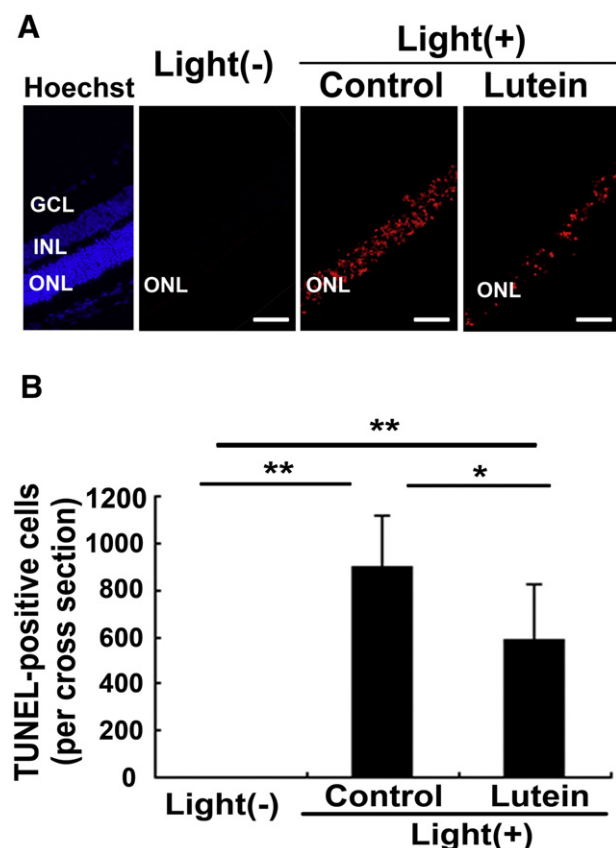 A
Light(+)
Hoechst Light(-) Control Lutein
GCL
INL
ONL ONL ONL ONL
B
**
** *
TUNEL-positive cells
(per cross section)
1200
1000
800
600
400
200
0
Light(-) Control Lutein
Light(+)